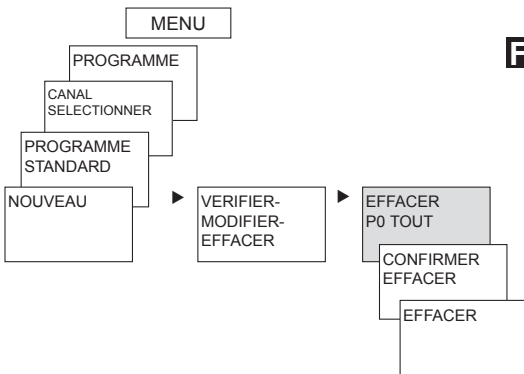 MENU
PROGRAMME
F
CANAL
SELECTIONNER
PROGRAMME
STANDARD
NOUVEAU
VERIFIER-
MODIFIER-
EFFACER
EFFACER
P0 TOUT
CONFIRMER
EFFACER
EFFACER